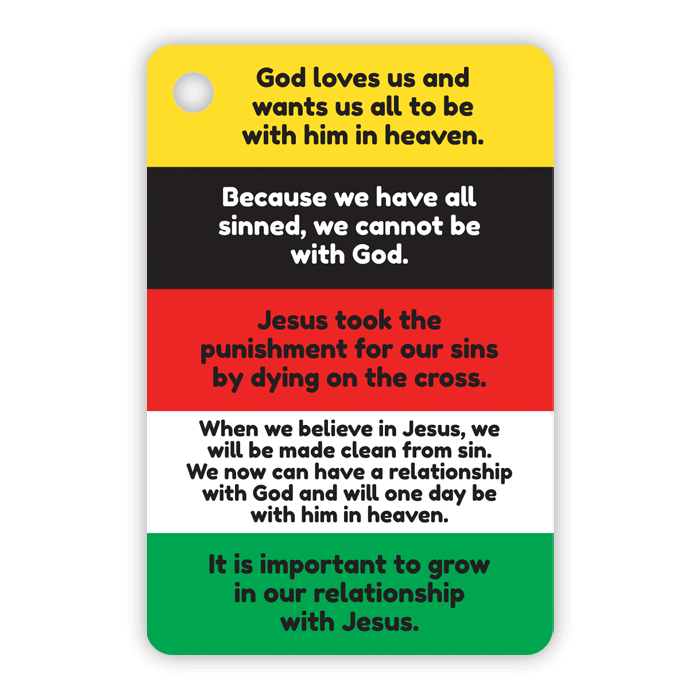 God loves us and
wants us all to be
with him in heaven.
Because we have all
sinned, we cannot be
with God.
Jesus took the
punishment for our sins
by dying on the cross.
When we believe in Jesus, we
will be made clean from sin.
We now can have a relationship
with God and will one day be
with him in heaven.
It is important to grow
in our relationship
with Jesus.